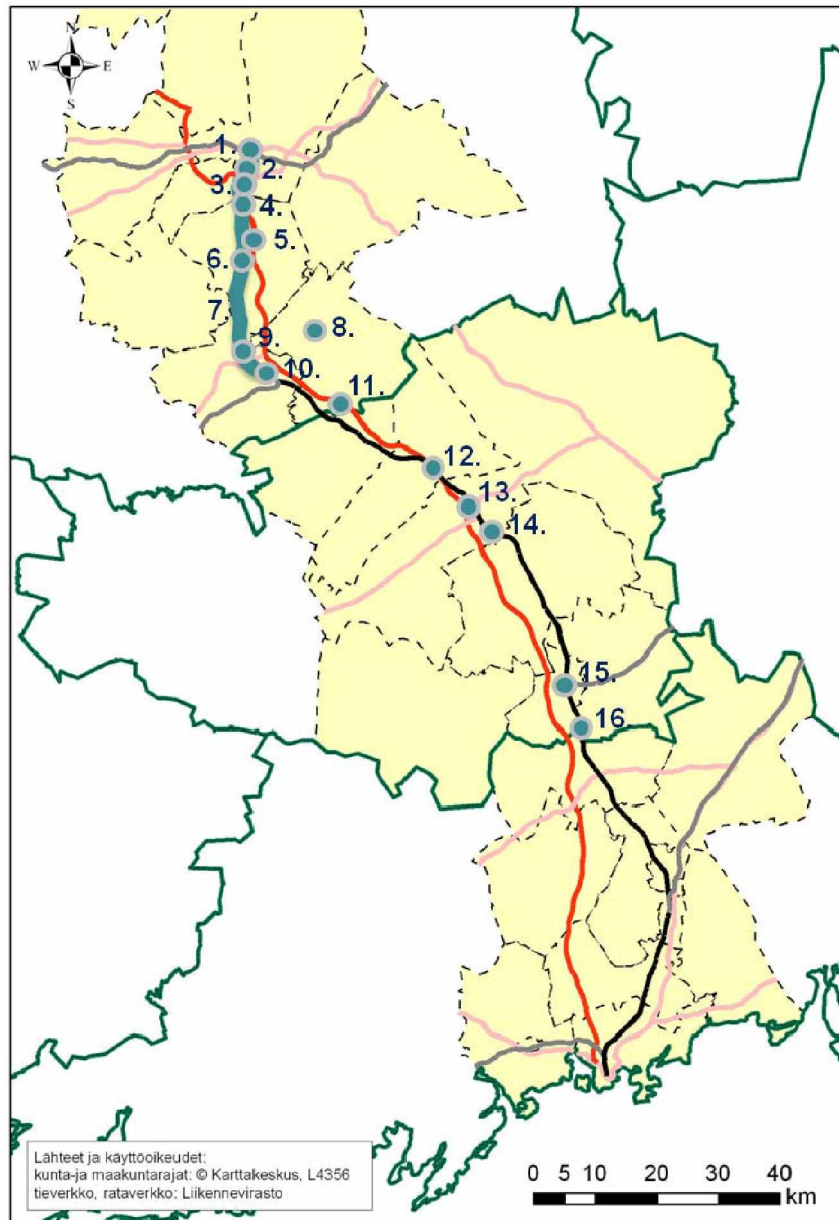 N
W E
S
1.
2.
3.
4.
5.
6.
7.
8.
9.
10.
11.
12.
13.
14.
15.
16.
Lähteet ja käyttöoikeudet:
kunta-ja maakuntarajat: © Karttakeskus, L4356
tieverkko, rataverkko: Liikennevirasto
0 5 10 20 30 40
km